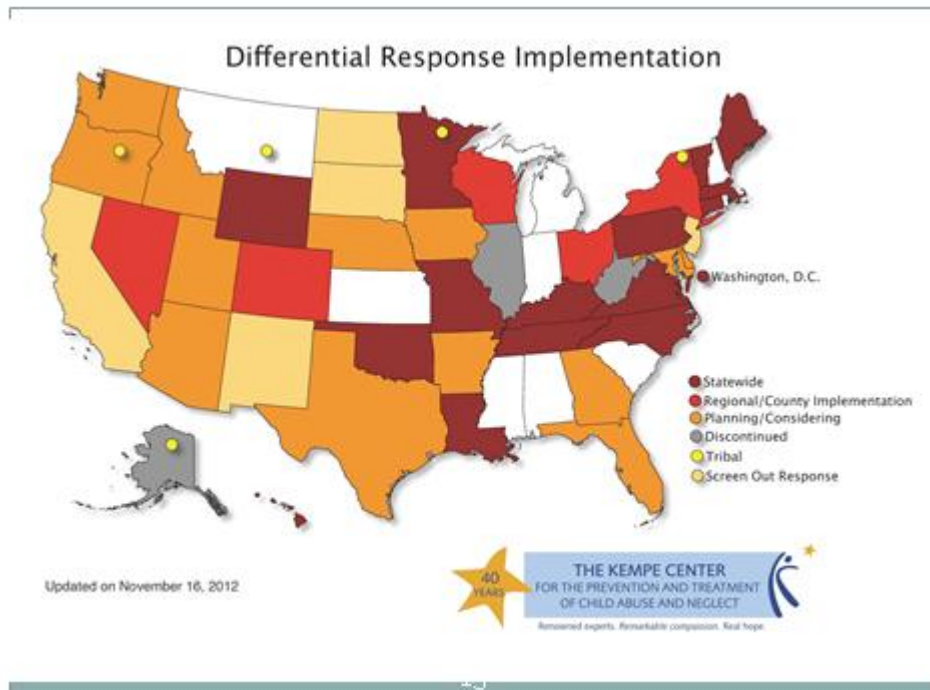 Differential Response Implementation
Washington, D.C.
Statewide
Regional/County Implementation
Planning/Considering
Discontinued
Tribal
Screen Out Response
Updated on November 16, 2012
40
YEARS
THE KEMPE CENTER
FOR THE PREVENTION AND TREATMENT
OF CHILD ABUSE AND NEGLECT
Renowned experts. Remarkable compassion. Real hope.